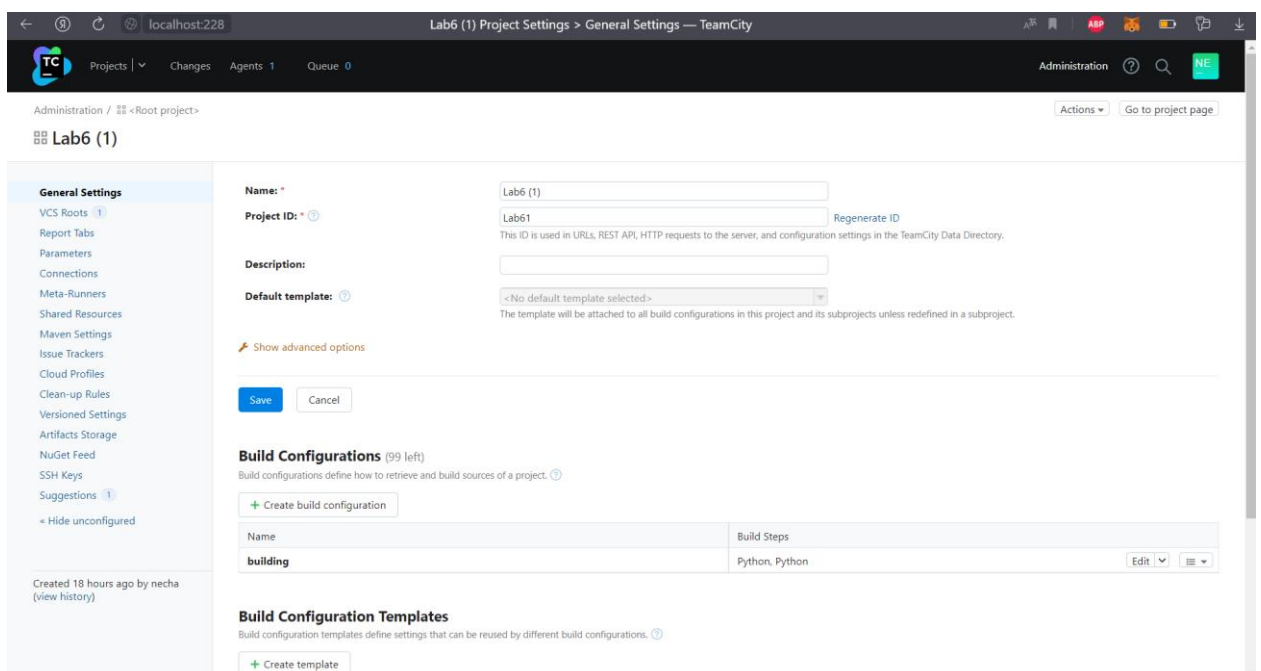 localhost:228
Lab6 (1) Project Settings > General Settings — TeamCity
ABP
TC
Projects
Changes
Agents 1
Queue 0
Administration
NE
Administration / <Root project>
Actions
Go to project page
Lab6 (1)
General Settings
VCS Roots 1
Report Tabs
Parameters
Connections
Meta-Runners
Shared Resources
Maven Settings
Issue Trackers
Cloud Profiles
Clean-up Rules
Versioned Settings
Artifacts Storage
NuGet Feed
SSH Keys
Suggestions 1
« Hide unconfigured
Created 18 hours ago by necha
(view history)
Name: *
Lab6 (1)
Project ID: *
Lab61
Regenerate ID
This ID is used in URLs, REST API, HTTP requests to the server, and configuration settings in the TeamCity Data Directory.
Description:
Default template:
<No default template selected>
The template will be attached to all build configurations in this project and its subprojects unless redefined in a subproject.
Show advanced options
Save
Cancel
Build Configurations (99 left)
Build configurations define how to retrieve and build sources of a project.
+ Create build configuration
Name
Build Steps
building
Python, Python
Edit
Build Configuration Templates
Build configuration templates define settings that can be reused by different build configurations.
+ Create template